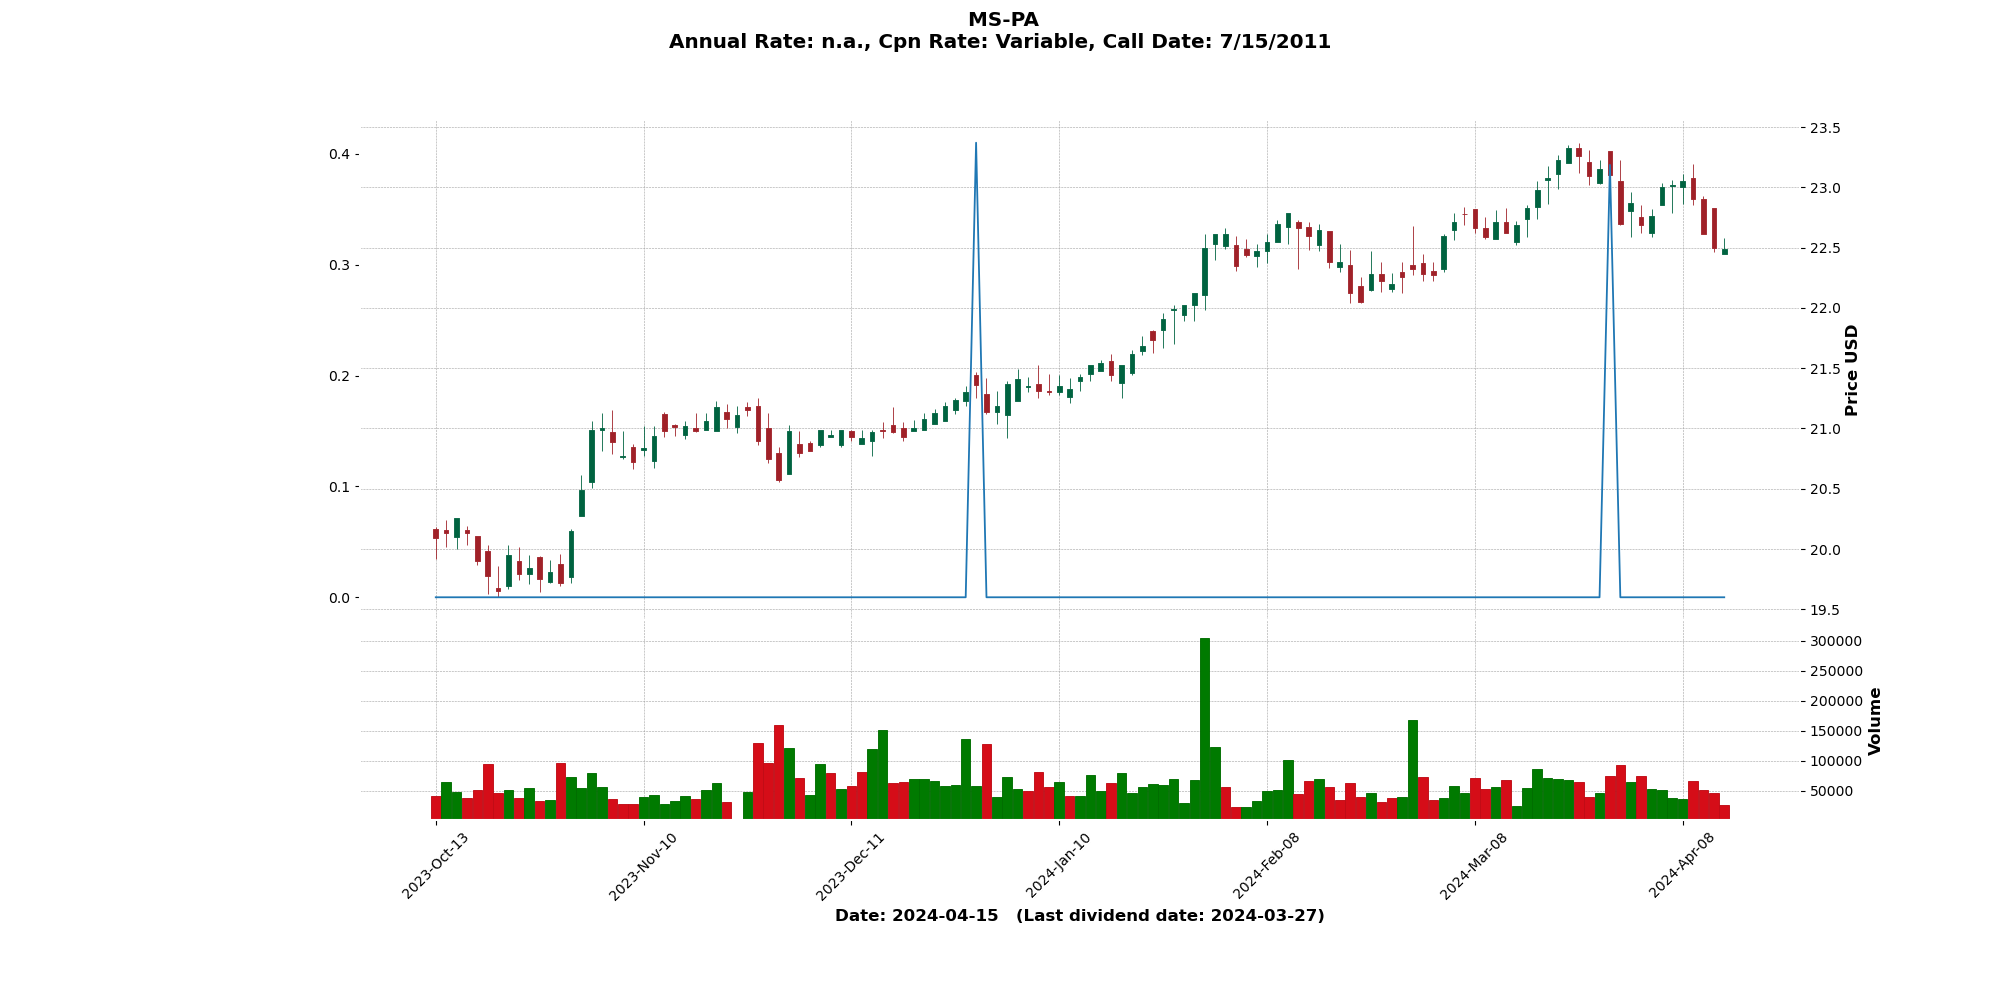 MS-PA
Annual Rate: n.a., Cpn Rate: Variable, Call Date: 7/15/2011
0.4
0.3
0.2
0.1
0.0
23.5
23.0
22.5
22.0
21.5
21.0
20.5
20.0
19.5
Price USD
300000
250000
200000
150000
100000
50000
Volume
2023-Oct-13
2023-Nov-10
2023-Dec-11
2024-Jan-10
2024-Feb-08
2024-Mar-08
2024-Apr-08
Date: 2024-04-15 (Last dividend date: 2024-03-27)